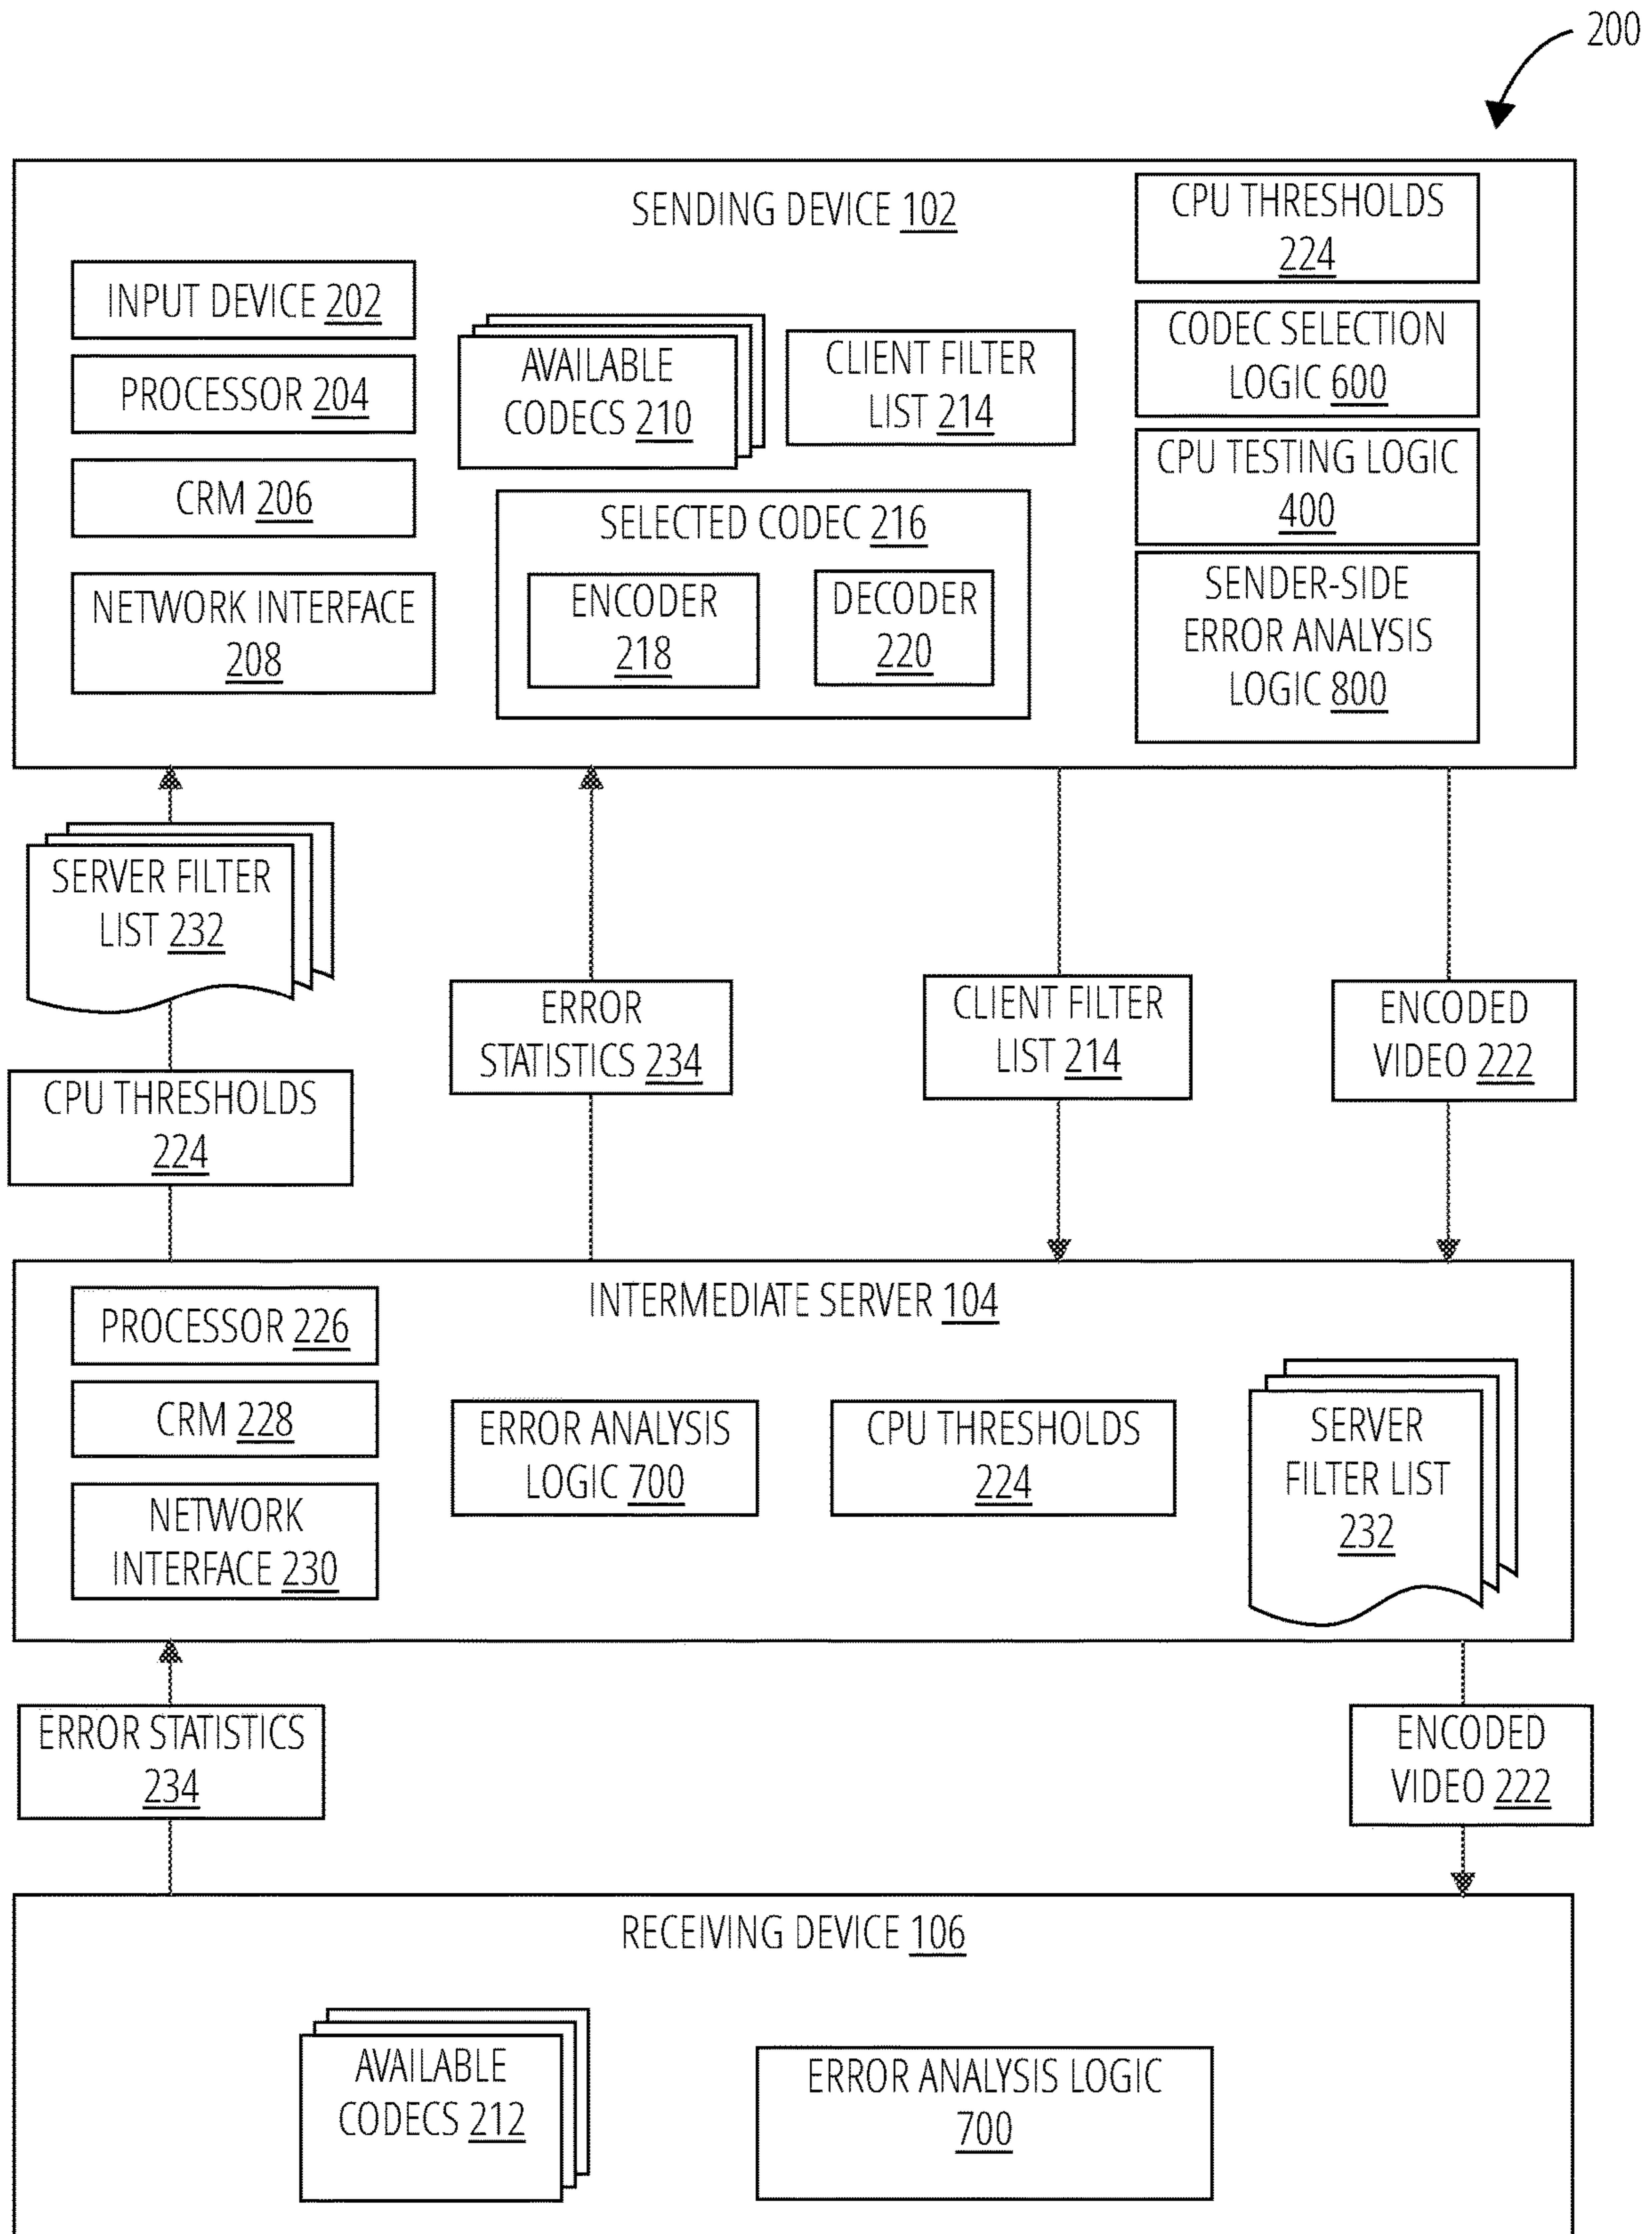 200
SENDING DEVICE 102
INPUT DEVICE 202
PROCESSOR 204
CRM 206
NETWORK INTERFACE
208
AVAILABLE
CODECS 210
CLIENT FILTER
LIST 214
SELECTED CODEC 216
ENCODER
218
DECODER
220
CPU THRESHOLDS
224
CODEC SELECTION
LOGIC 600
CPU TESTING LOGIC
400
SENDER-SIDE
ERROR ANALYSIS
LOGIC 800
SERVER FILTER
LIST 232
CPU THRESHOLDS
224
ERROR
STATISTICS 234
CLIENT FILTER
LIST 214
ENCODED
VIDEO 222
INTERMEDIATE SERVER 104
PROCESSOR 226
CRM 228
NETWORK
INTERFACE 230
ERROR ANALYSIS
LOGIC 700
CPU THRESHOLDS
224
SERVER
FILTER LIST
232
ERROR STATISTICS
234
ENCODED
VIDEO 222
RECEIVING DEVICE 106
AVAILABLE
CODECS 212
ERROR ANALYSIS LOGIC
700